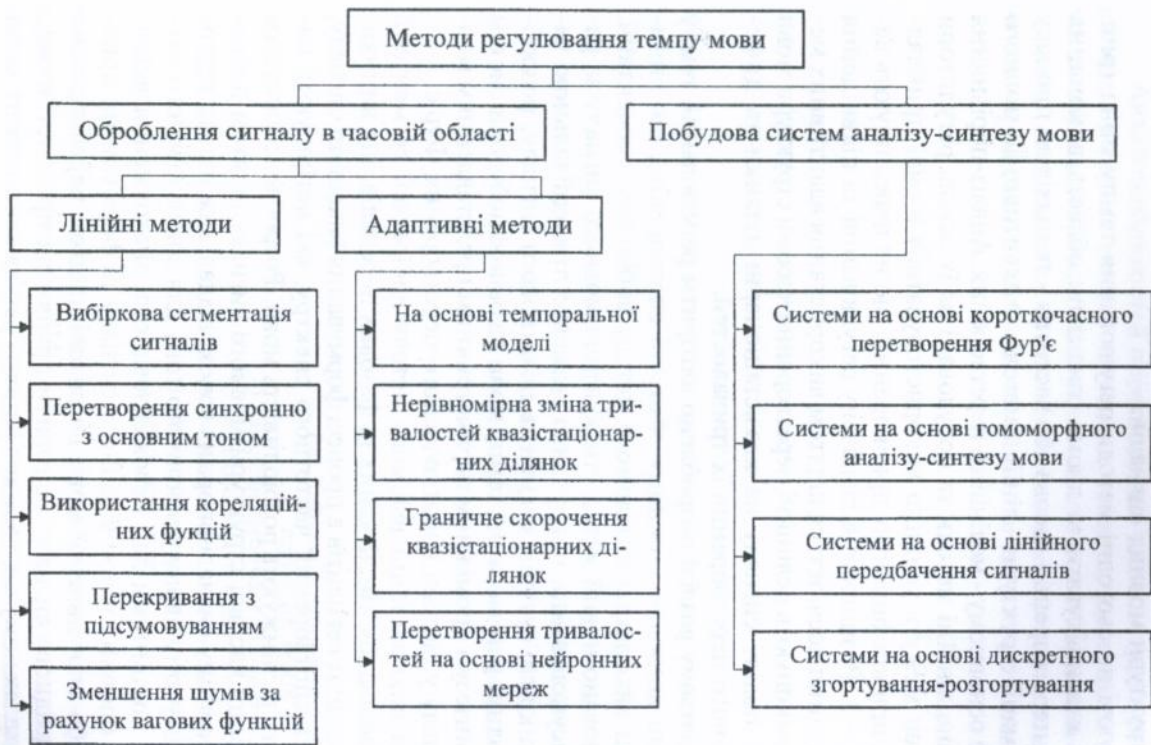 Методи регулювання темпу мови
Оброблення сигналу в часовій області
Побудова систем аналізу-синтезу мови
Лінійні методи
Адаптивні методи
Вибіркова сегментація
сигналів
Перетворення синхронно
з основним тоном
Використання кореляцій-
них фукцій
Перекривання з
підсумовуванням
Зменшення шумів за
рахунок вагових функцій
На основі темпоральної
моделі
Нерівномірна зміна три-
валостей квазістаціонар-
них ділянок
Граничне скорочення
квазістаціонарних ді-
лянок
Перетворення тривалос-
тей на основі нейронних
мереж
Системи на основі короткочасного
перетворення Фур'є
Системи на основі гомоморфного
аналізу-синтезу мови
Системи на основі лінійного
передбачення сигналів
Системи на основі дискретного
згортування-розгортування